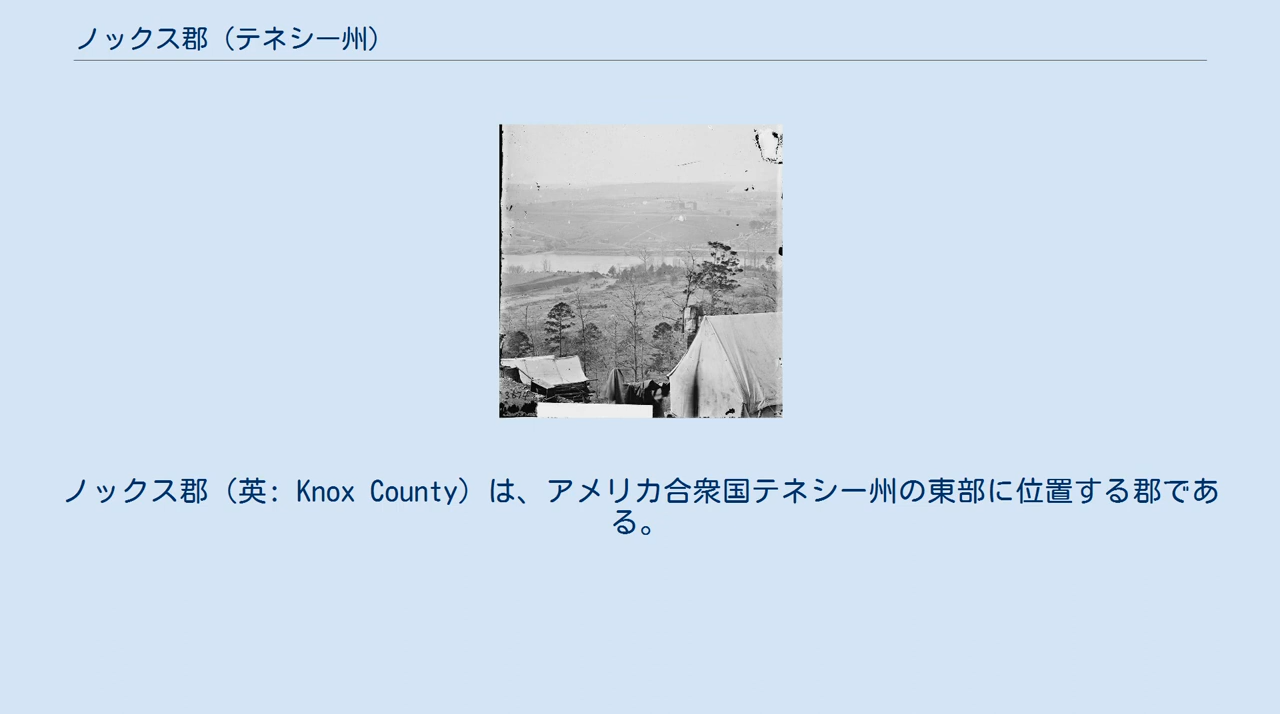 ノックス郡（テネシー州）
ノックス郡（英: Knox County）は、アメリカ合衆国テネシー州の東部に位置する郡であ
る。